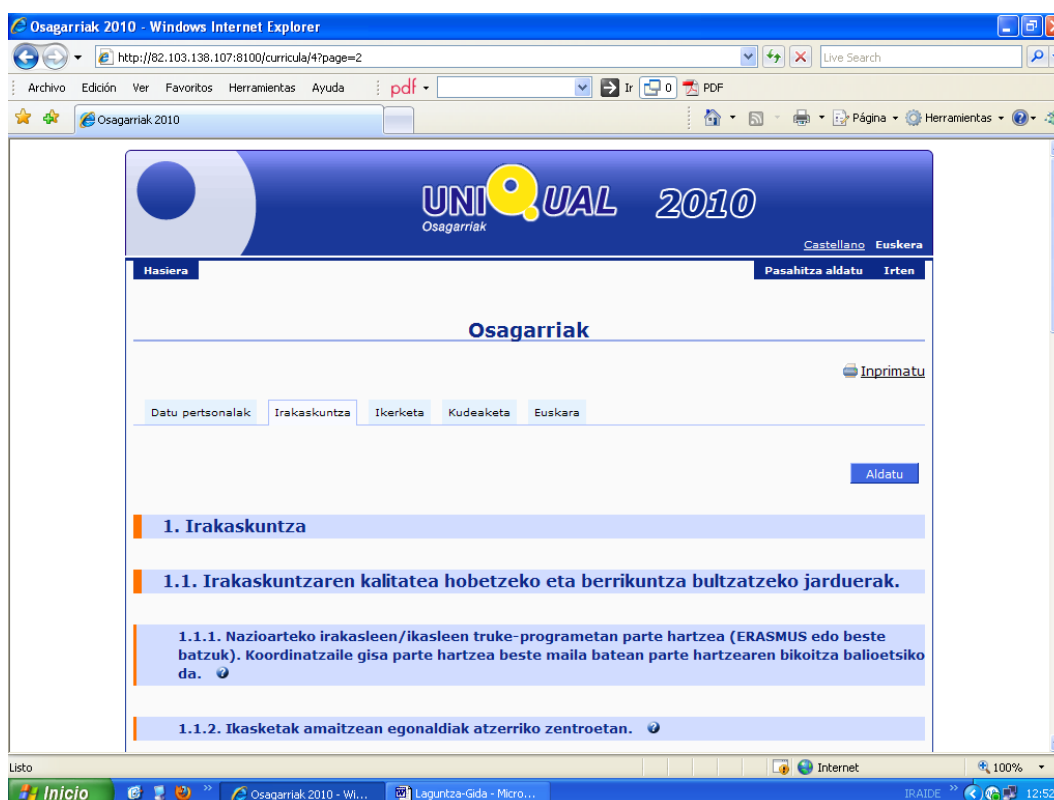 Osagarriak 2010 - Windows Internet Explorer
http://82.103.138.107:8100/curricula/4?page=2
Live Search
Archivo Edición Ver Favoritos Herramientas Ayuda pdf Ir 0 PDF
Osagarriak 2010
Página Herramientas
UNIQUAL 2010
Osagarriak
Castellano Euskera
Hasiera Pasahitza aldatu Irten
Osagarriak
Inprimatu
Datu pertsonalak Irakaskuntza Ikerketa Kudeaketa Euskara
Aldatu
1. Irakaskuntza
1.1. Irakaskuntzaren kalitatea hobetzeko eta berrikuntza bultzatzeko jarduerak.
1.1.1. Nazioarteko irakasleen/ikasleen truke-programetan parte hartzea (ERASMUS edo beste
batzuk). Koordinatzaile gisa parte hartzea beste maila batean parte hartzearen bikoitza balioetsiko
da.
1.1.2. Ikasketak amaitzean egonaldiak atzerriko zentroetan.
Listo Internet 100%
Inicio Osagarriak 2010 - Wi... Laguntza-Gida - Micro... IRAIDE 12:52